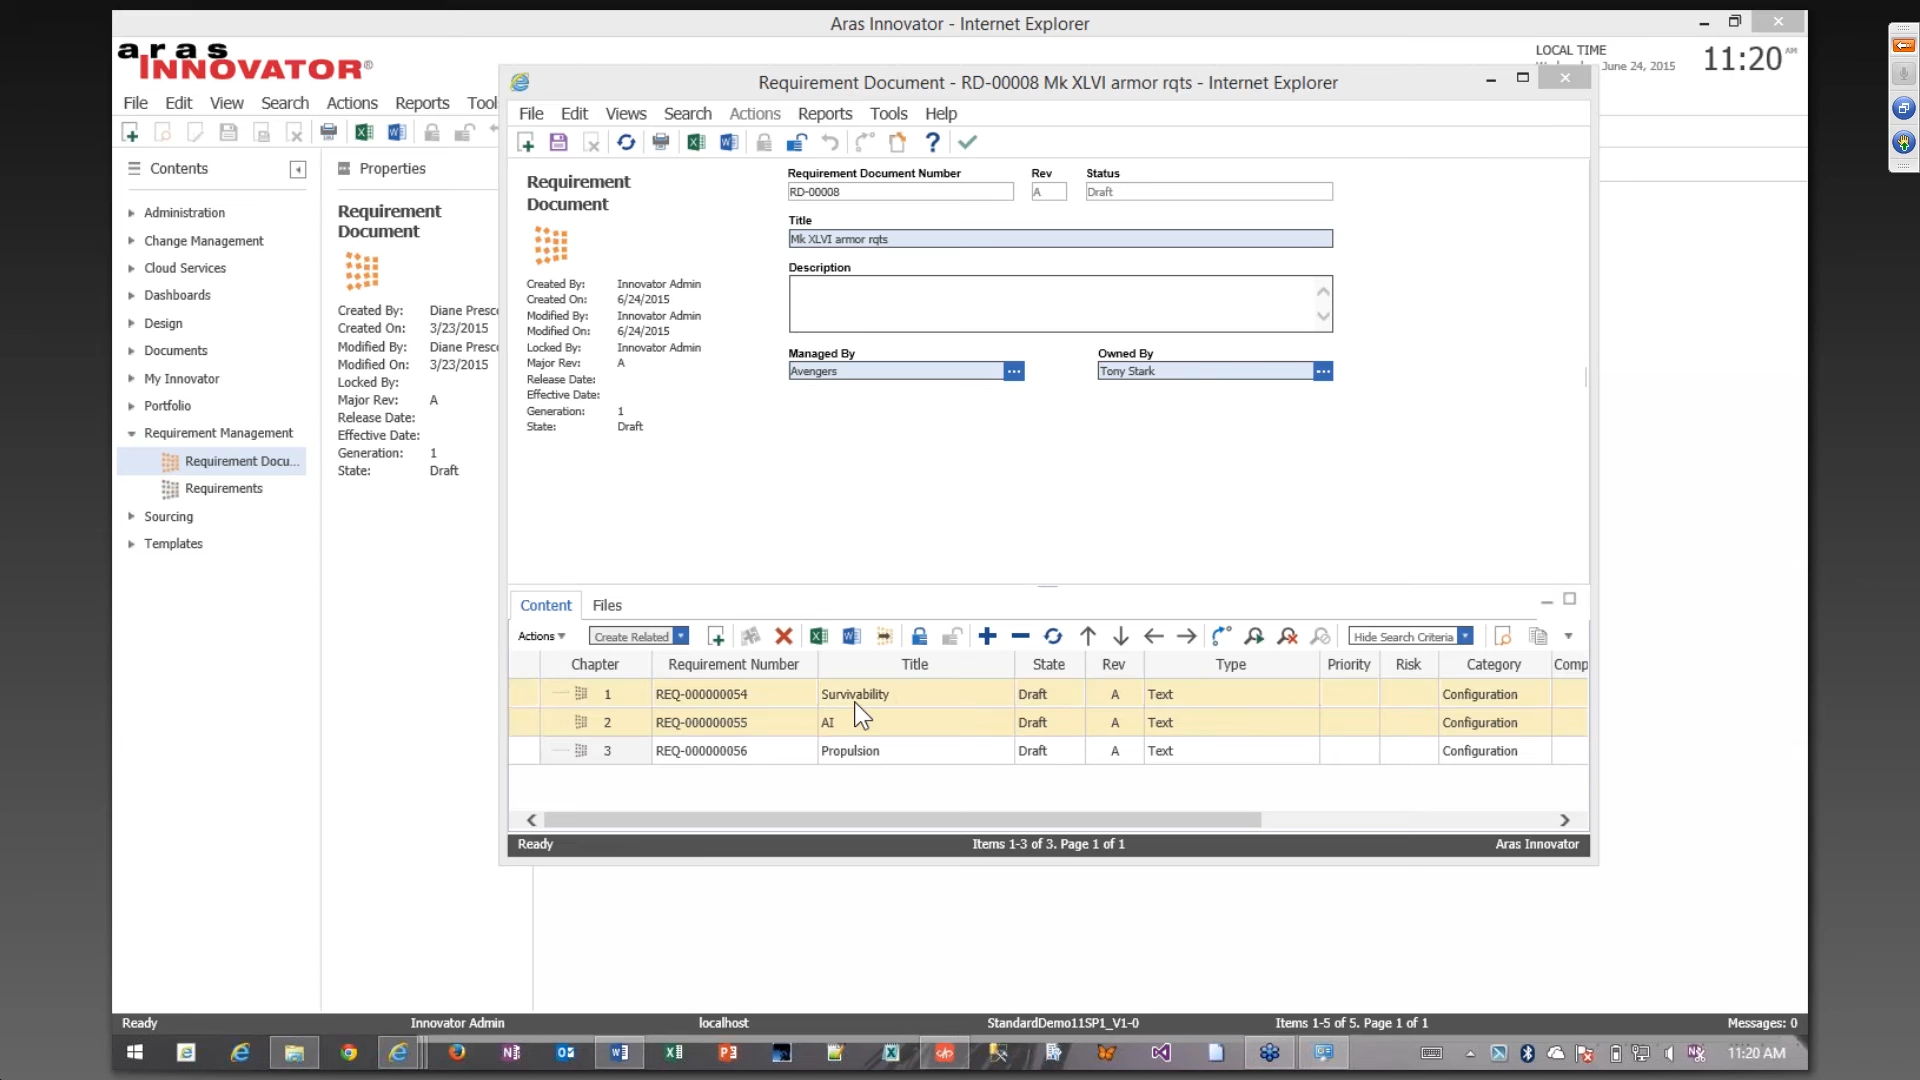 Aras Innovator - Internet Explorer
aras
INNOVATOR®
LOCAL TIME
June 24, 2015
11:20 AM
File Edit View Search Actions Reports Tool
Contents
Administration
Change Management
Cloud Services
Dashboards
Design
Documents
My Innovator
Portfolio
Requirement Management
Requirement Docu...
Requirements
Sourcing
Templates
Properties
Requirement
Document
Created By: Diane Presco
Created On: 3/23/2015
Modified By: Diane Presco
Modified On: 3/23/2015
Locked By:
Major Rev: A
Release Date:
Effective Date:
Generation: 1
State: Draft
Requirement Document - RD-00008 Mk XLVI armor rqts - Internet Explorer
File Edit Views Search Actions Reports Tools Help
Requirement
Document
Created By: Innovator Admin
Created On: 6/24/2015
Modified By: Innovator Admin
Modified On: 6/24/2015
Locked By: Innovator Admin
Major Rev: A
Release Date:
Effective Date:
Generation: 1
State: Draft
Requirement Document Number Rev Status
RD-00008 A Draft
Title
Mk XLVI armor rqts
Description
Managed By Owned By
Avengers ... Tony Stark ...
Content Files
Actions Create Related Hide Search Criteria
Chapter Requirement Number Title State Rev Type Priority Risk Category Comp
1 REQ-000000054 Survivability Draft A Text Configuration
2 REQ-000000055 AI Draft A Text Configuration
3 REQ-000000056 Propulsion Draft A Text Configuration
Ready Items 1-3 of 3. Page 1 of 1 Aras Innovator
Ready Innovator Admin localhost StandardDemo11SP1_V1-0 Items 1-5 of 5. Page 1 of 1 Messages: 0
11:20 AM